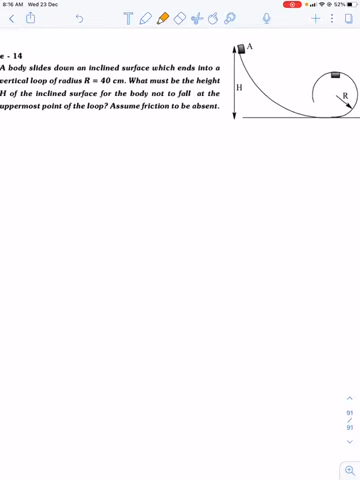 8:16 AM Wed 23 Dec
52%
T
e - 14
A body slides down an inclined surface which ends into a
vertical loop of radius R = 40 cm. What must be the height
H of the inclined surface for the body not to fall at the
uppermost point of the loop? Assume friction to be absent.
A
H
R
91
/
91